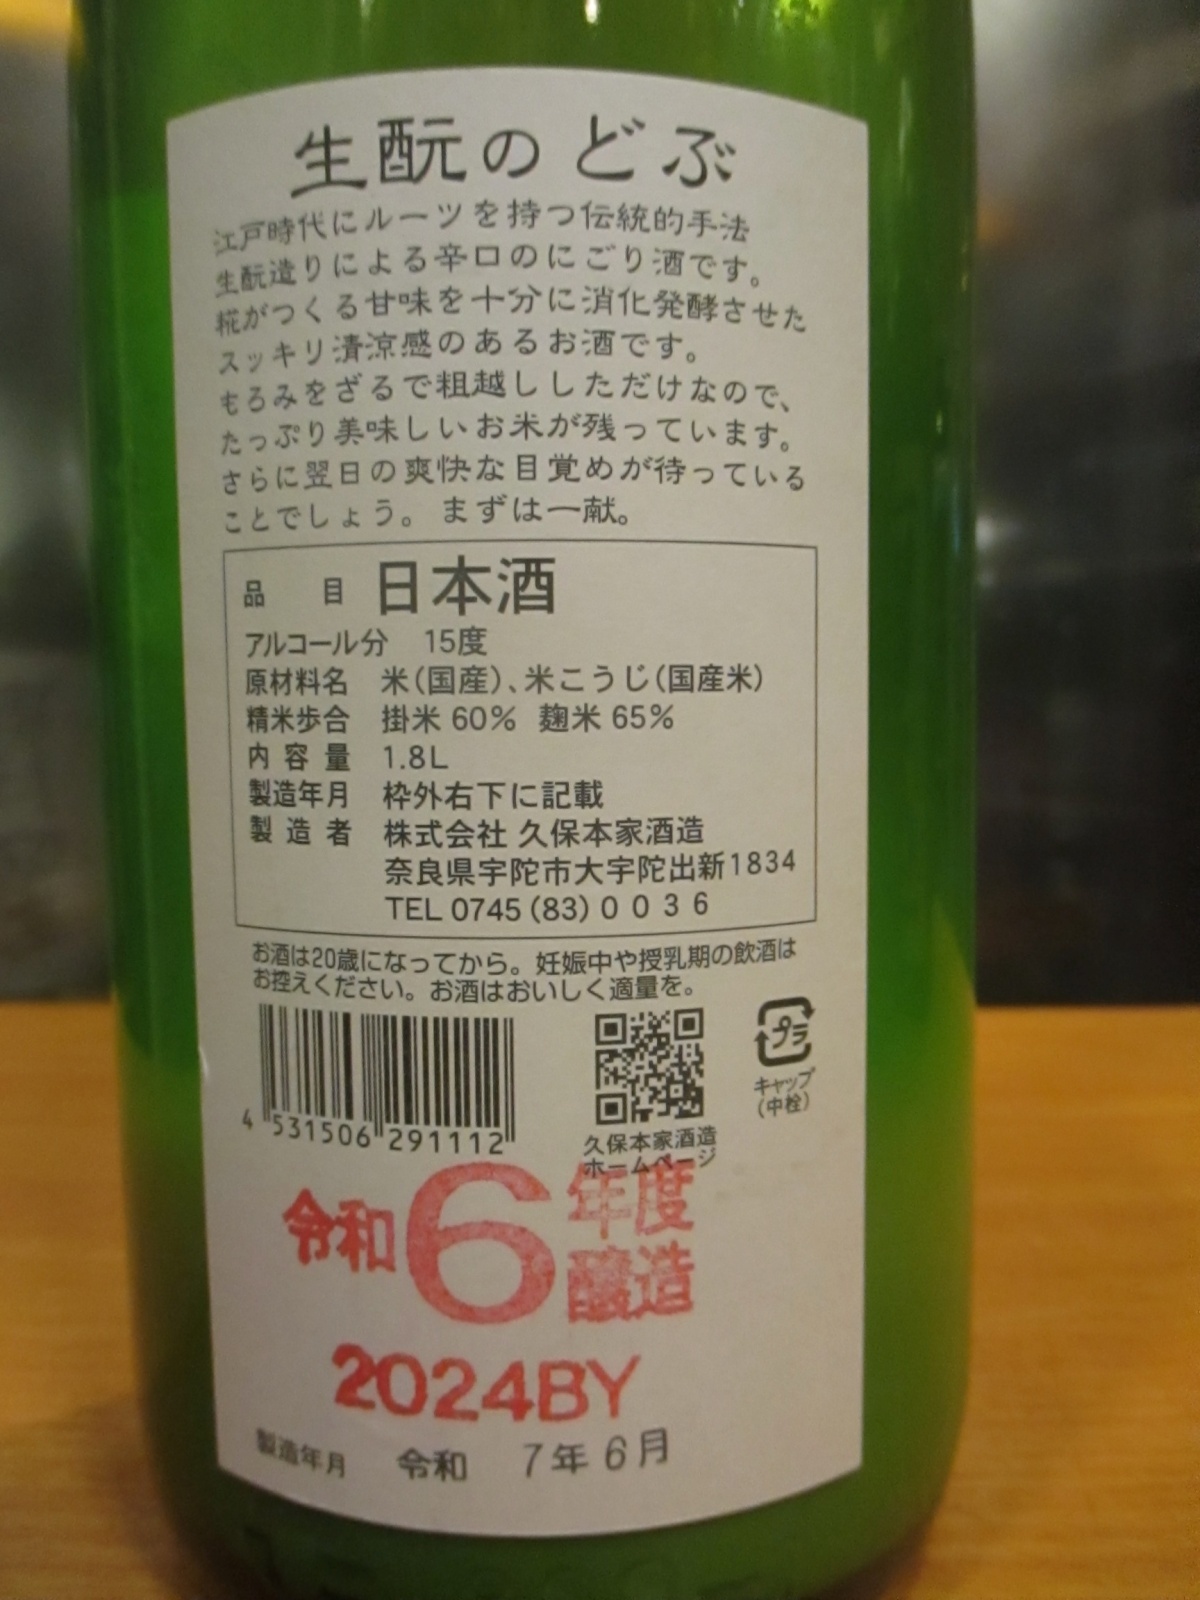 生酛のどぶ
江戸時代にルーツを持つ伝統的手法
生酛造りによる辛口のにごり酒です。
糀がつくる甘味を十分に消化発酵させた
スッキリ清涼感のあるお酒です。
もろみをざるで粗越ししただけなので、
たっぷり美味しいお米が残っています。
さらに翌日の爽快な目覚めが待っている
ことでしょう。まずは一献。
品目 日本酒
アルコール分 15度
原材料名 米(国産)、米こうじ(国産米)
精米歩合 掛米 60% 麹米 65%
内容量 1.8L
製造年月 枠外右下に記載
製造者 株式会社 久保本家酒造
奈良県宇陀市大宇陀出新1834
TEL 0745(83)0036
お酒は20歳になってから。妊娠中や授乳期の飲酒は
お控えください。お酒はおいしく適量を。
4 531506 291112
久保本家酒造
ホームページ
プラ
キャップ
(中栓)
令和6年度醸造
2024BY
製造年月 令和 7年6月